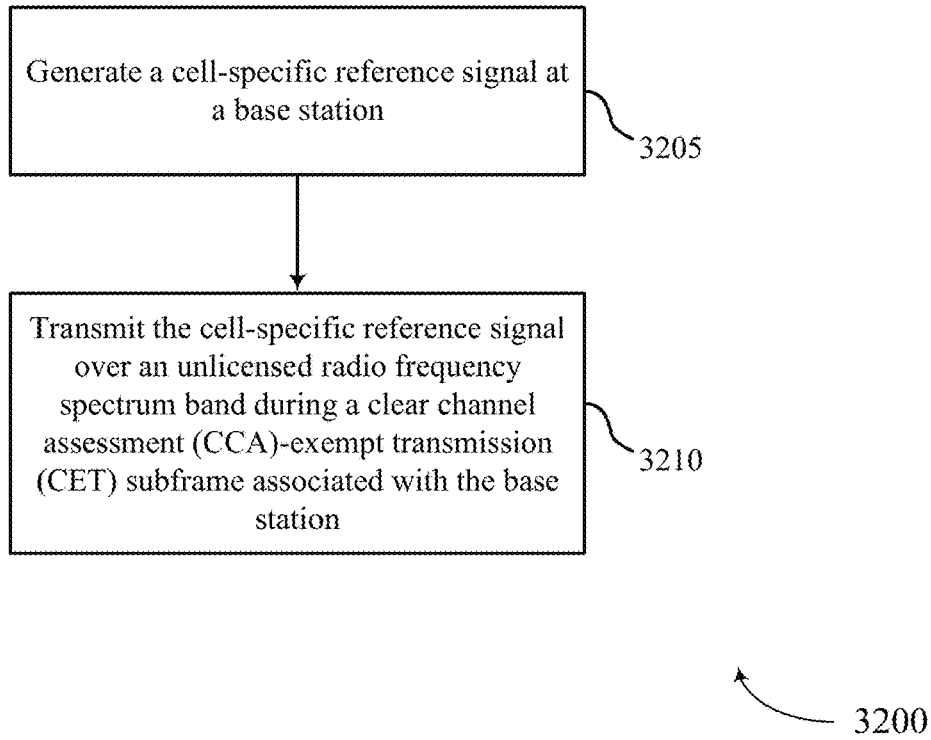 Generate a cell-specific reference signal at
a base station
3205
Transmit the cell-specific reference signal
over an unlicensed radio frequency
spectrum band during a clear channel
assessment (CCA)-exempt transmission
(CET) subframe associated with the base
station
3210
3200